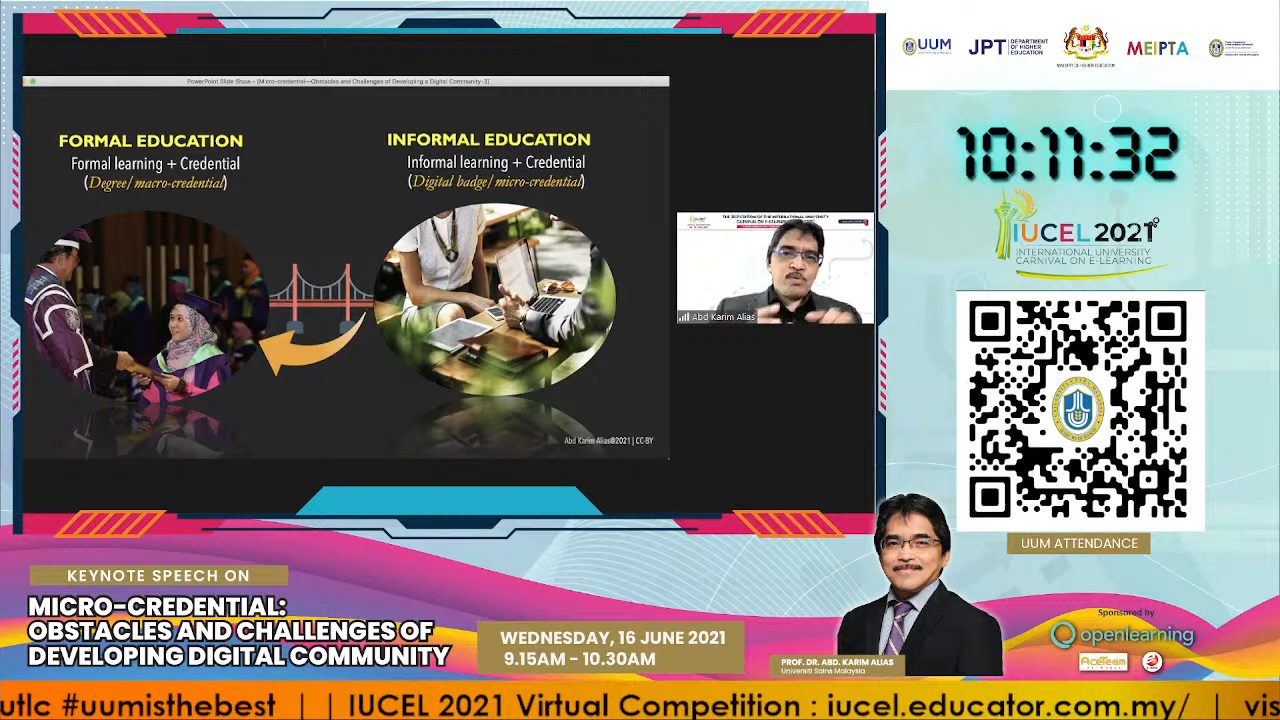 PowerPoint Slide Show - [Micro-credential—Obstacles and Challenges of Developing a Digital Community-3]
FORMAL EDUCATION
Formal learning + Credential
(Degree/macro-credential)
INFORMAL EDUCATION
Informal learning + Credential
(Digital badge/micro-credential)
Abd Karim Alias@2021 | CC-BY
Abd Karim Alias
UUM
JPT
DEPARTMENT
OF HIGHER
EDUCATION
MINISTRY OF HIGHER EDUCATION
MEIPTA
10:11:32
IUCEL 2021
INTERNATIONAL UNIVERSITY
CARNIVAL ON E-LEARNING
UUM ATTENDANCE
KEYNOTE SPEECH ON
MICRO-CREDENTIAL:
OBSTACLES AND CHALLENGES OF
DEVELOPING DIGITAL COMMUNITY
WEDNESDAY, 16 JUNE 2021
9.15AM - 10.30AM
PROF. DR. ABD. KARIM ALIAS
Universiti Sains Malaysia
Sponsored by
openlearning
AceTeam
utlc #uumisthebest | | IUCEL 2021 Virtual Competition : iucel.educator.com.my/ | vis